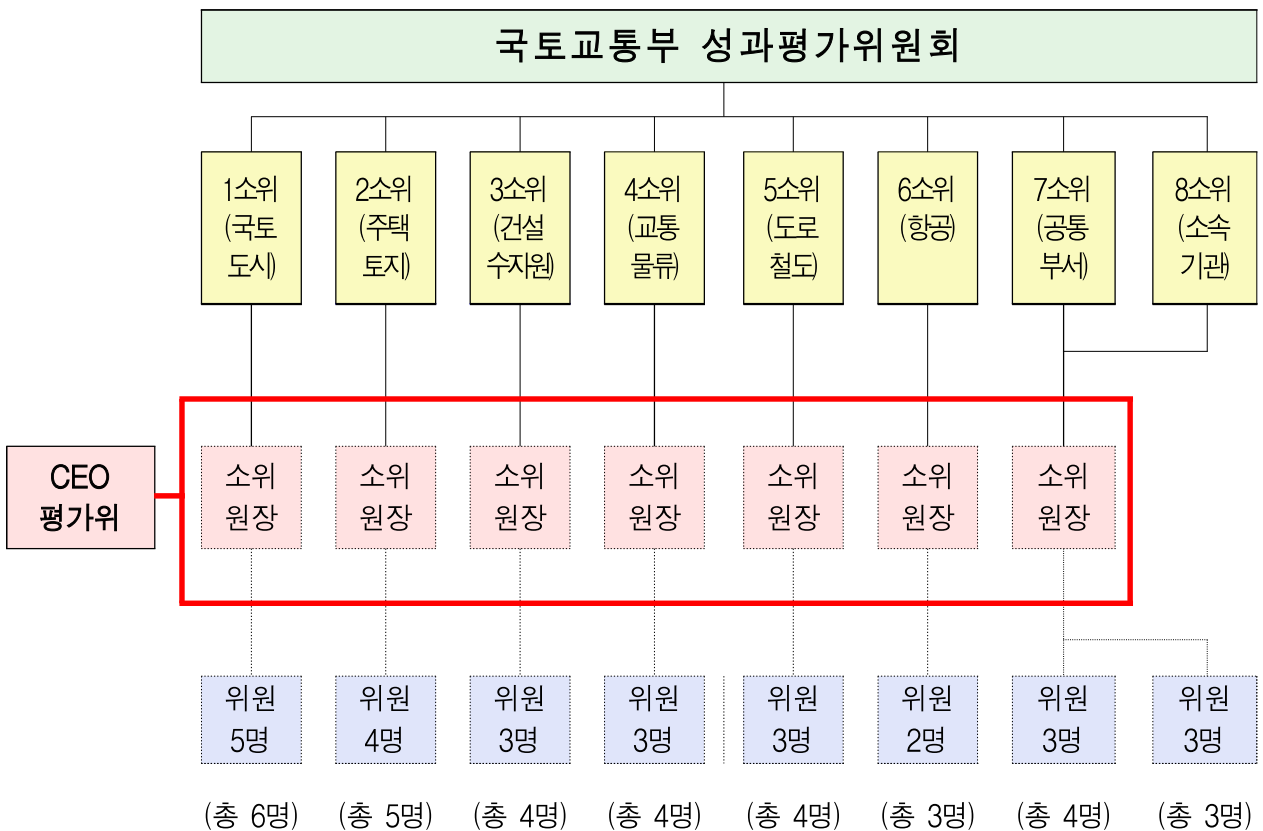 국토교통부 성과평가위원회
1소위
(국토
도시)
2소위
(주택
토지)
3소위
(건설
수자원)
4소위
(교통
물류)
5소위
(도로
철도)
6소위
(항공)
7소위
(공통
부서)
8소위
(소속
기관)
CEO
평가위
소위
원장
소위
원장
소위
원장
소위
원장
소위
원장
소위
원장
소위
원장
위원
5명
위원
4명
위원
3명
위원
3명
위원
3명
위원
2명
위원
3명
위원
3명
(총 6명)
(총 5명)
(총 4명)
(총 4명)
(총 4명)
(총 3명)
(총 4명)
(총 3명)